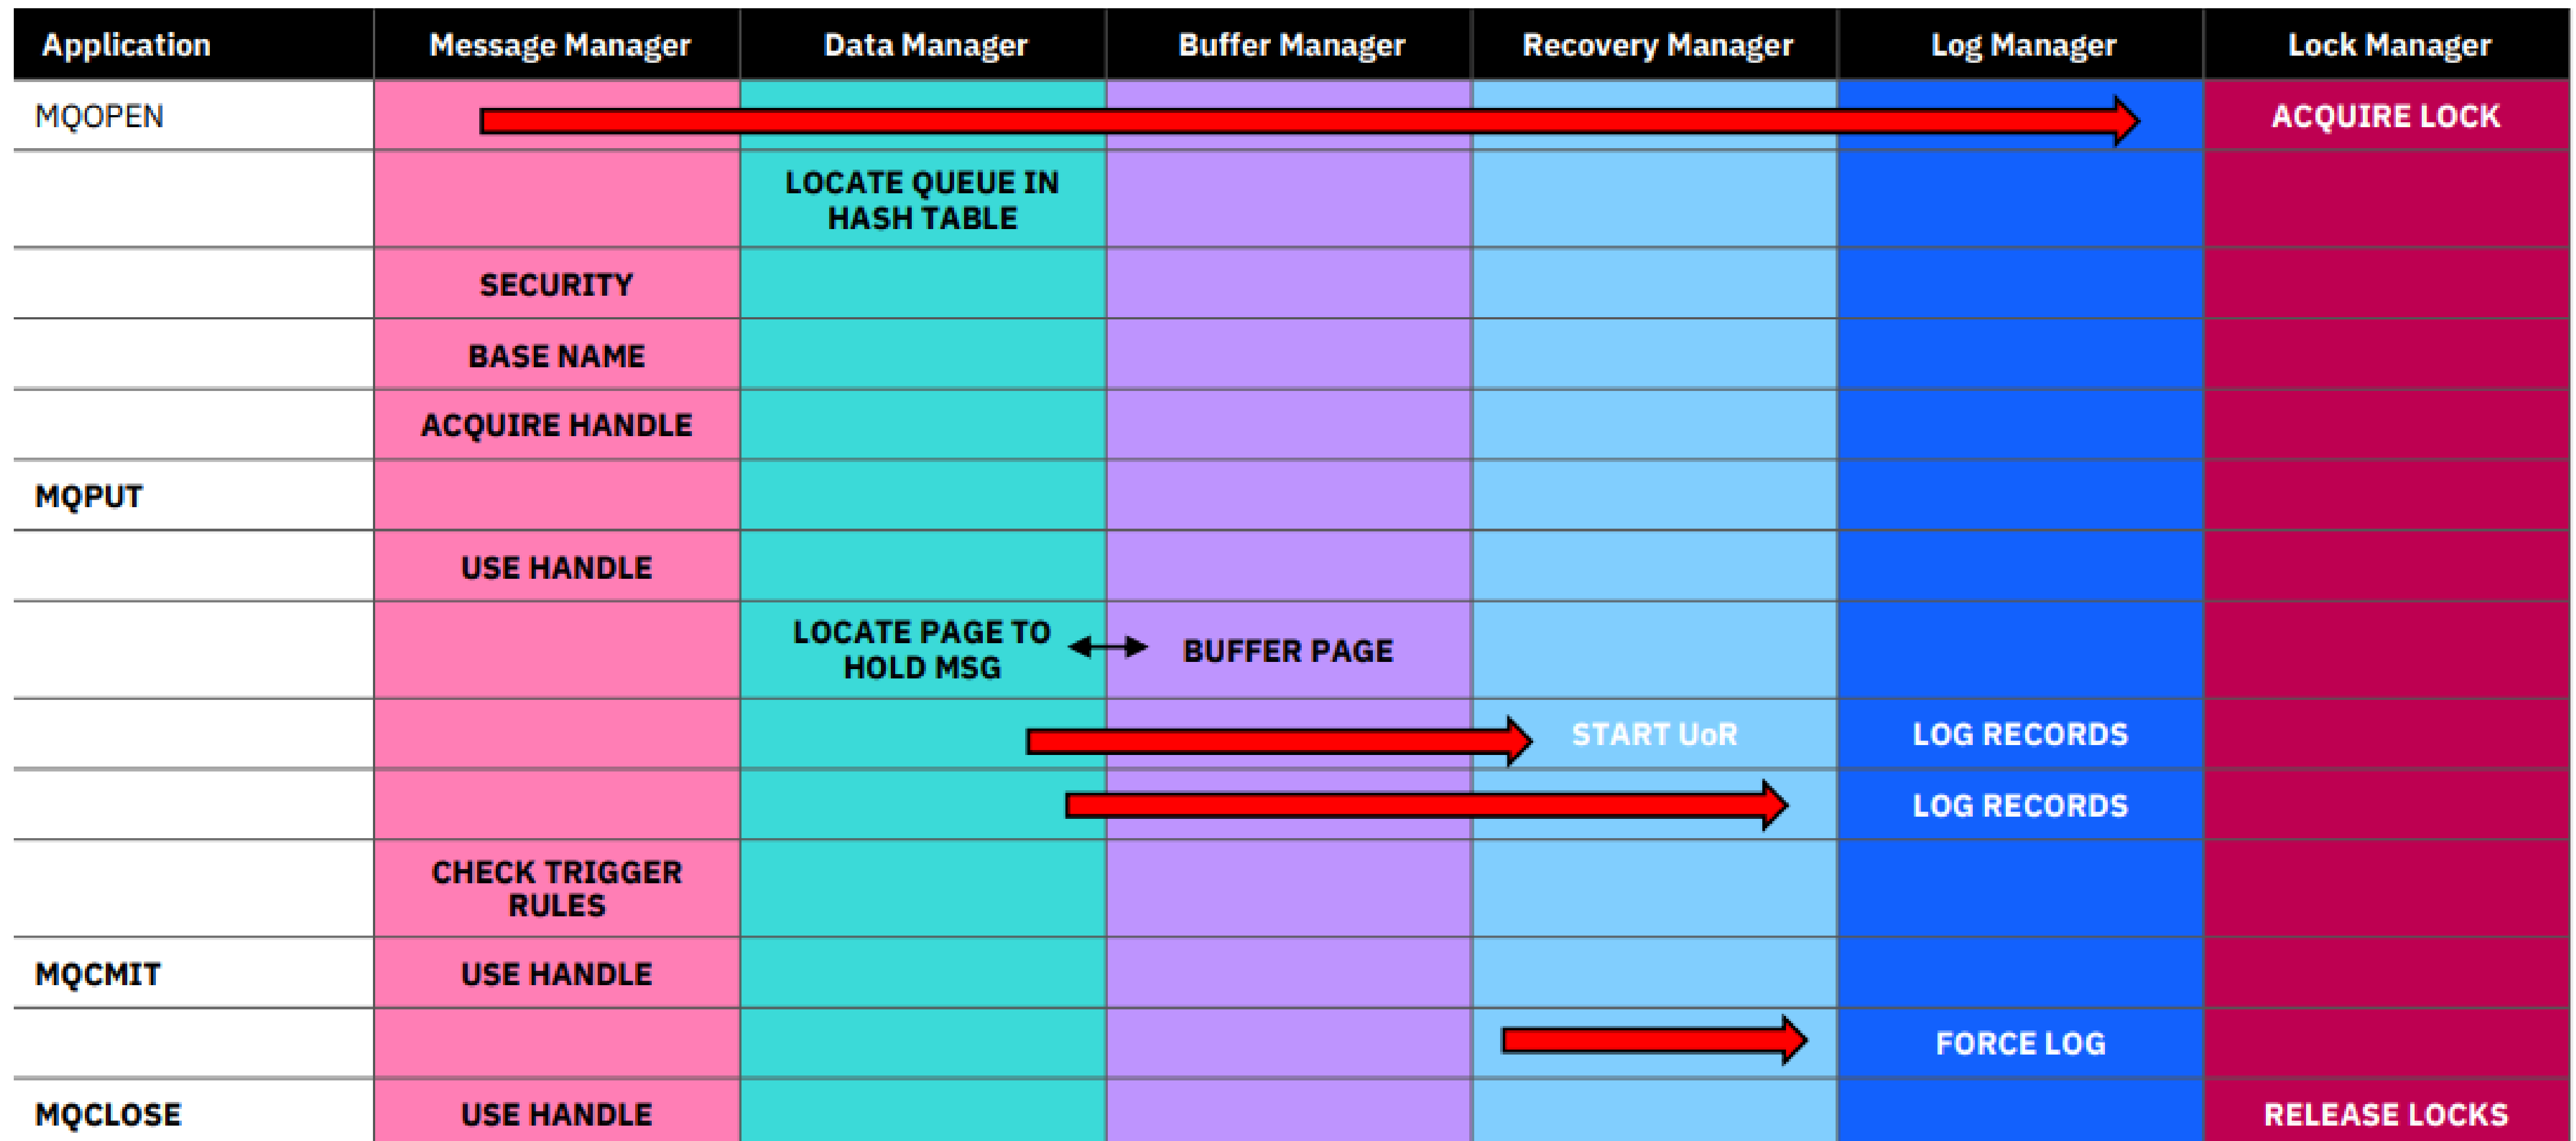 Application Message Manager Data Manager Buffer Manager Recovery Manager Log Manager Lock Manager
MQOPEN ACQUIRE LOCK
LOCATE QUEUE IN
HASH TABLE
SECURITY
BASE NAME
ACQUIRE HANDLE
MQPUT
USE HANDLE
LOCATE PAGE TO
HOLD MSG
BUFFER PAGE
START UoR LOG RECORDS
LOG RECORDS
CHECK TRIGGER
RULES
MQCMIT USE HANDLE
FORCE LOG
MQCLOSE USE HANDLE RELEASE LOCKS